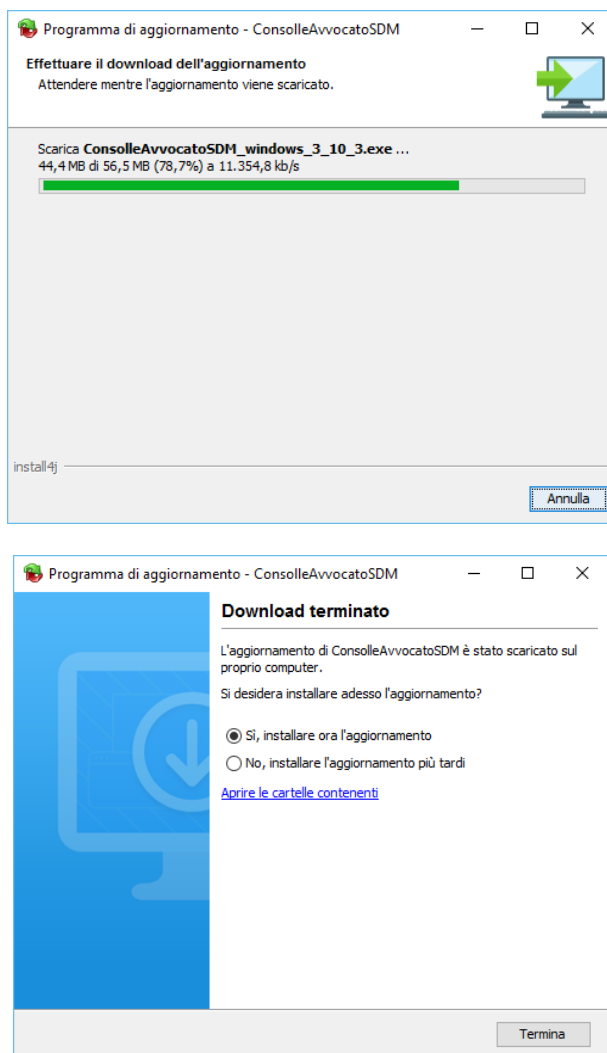 Programma di aggiornamento - ConsolleAvvocatoSDM
Effettuare il download dell'aggiornamento
Attendere mentre l'aggiornamento viene scaricato.
Scarica ConsolleAvvocatoSDM_windows_3_10_3.exe ...
44,4 MB di 56,5 MB (78,7%) a 11.354,8 kb/s
install4j
Annulla
Programma di aggiornamento - ConsolleAvvocatoSDM
Download terminato
L'aggiornamento di ConsolleAvvocatoSDM è stato scaricato sul
proprio computer.
Si desidera installare adesso l'aggiornamento?
Sì, installare ora l'aggiornamento
No, installare l'aggiornamento più tardi
Aprire le cartelle contenenti
Termina